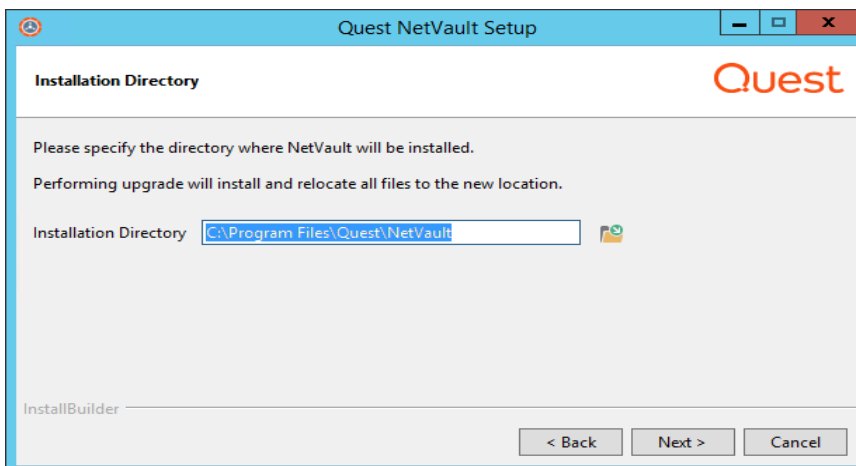 Quest NetVault Setup
Installation Directory
Quest
Please specify the directory where NetVault will be installed.
Performing upgrade will install and relocate all files to the new location.
Installation Directory C:\Program Files\Quest\NetVault
InstallBuilder
< Back Next > Cancel